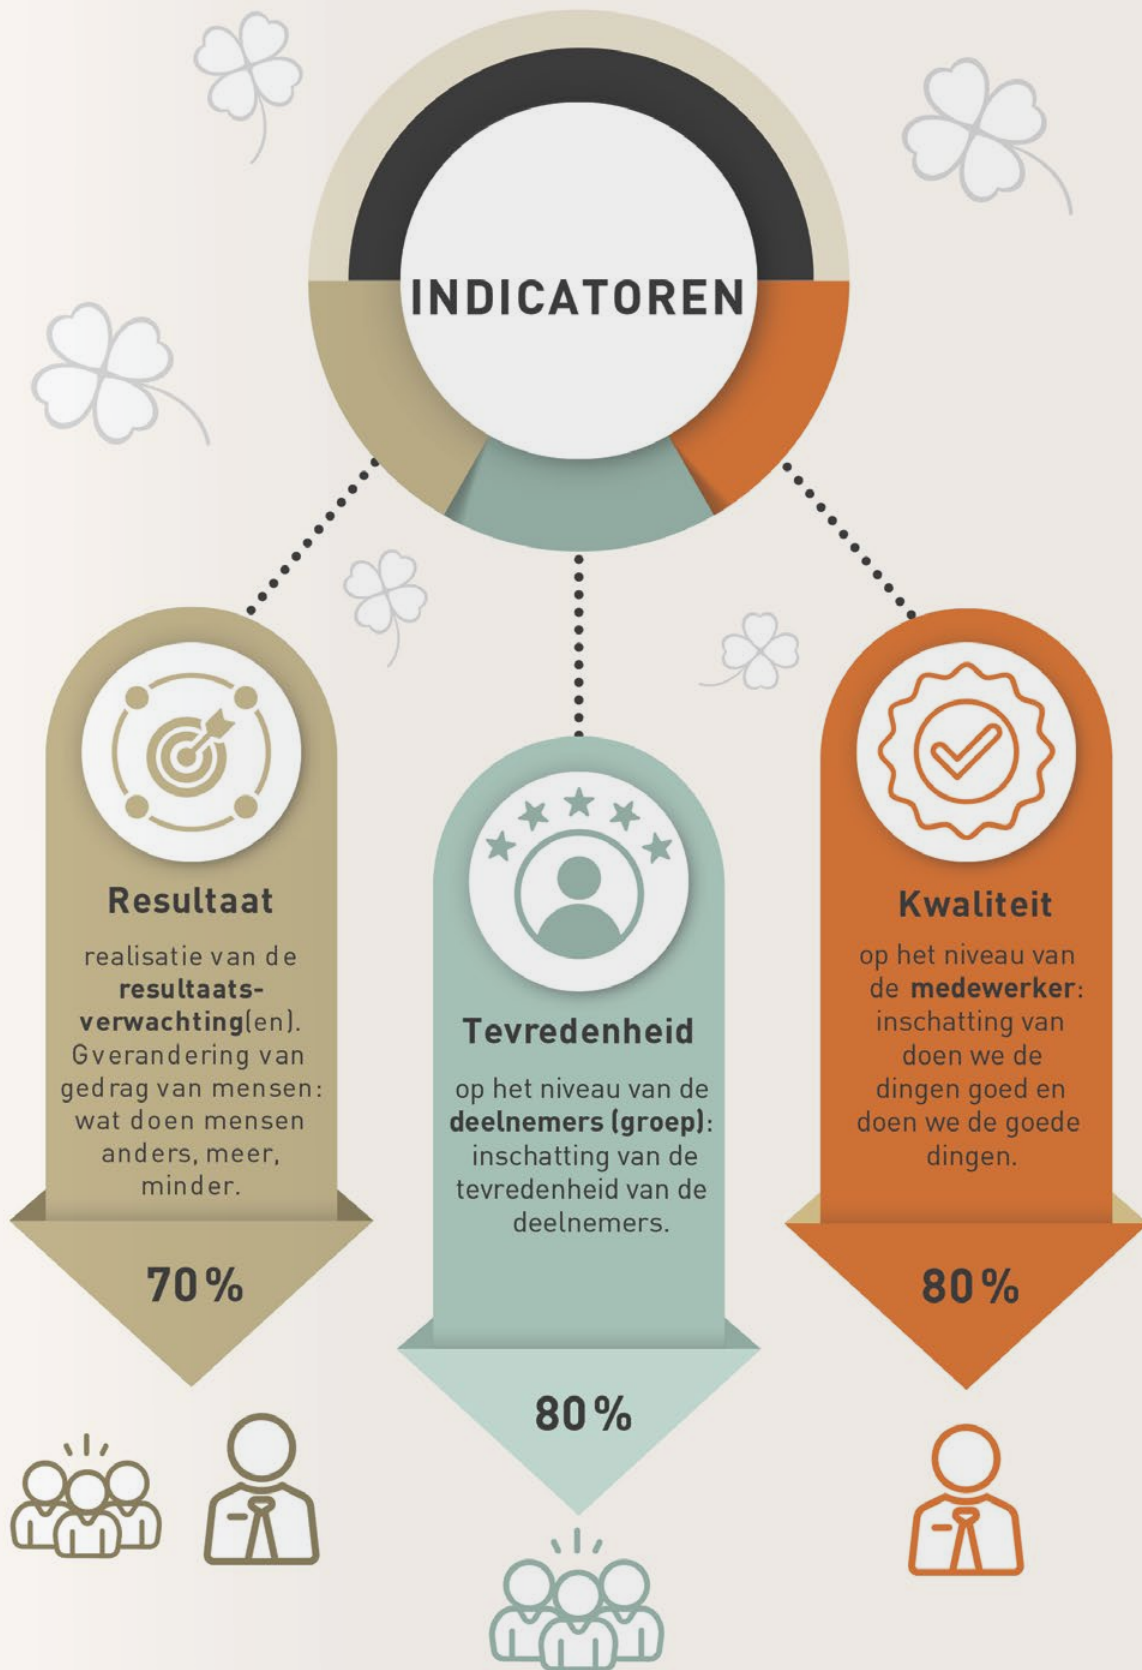 INDICATOREN
Resultaat
realisatie van de
resultaats-
verwachting(en).
Gverandering van
gedrag van mensen:
wat doen mensen
anders, meer,
minder.
70%
Tevredenheid
op het niveau van de
deelnemers (groep):
inschatting van de
tevredenheid van de
deelnemers.
80%
Kwaliteit
op het niveau van
de medewerker:
inschatting van
doen we de
dingen goed en
doen we de goede
dingen.
80%